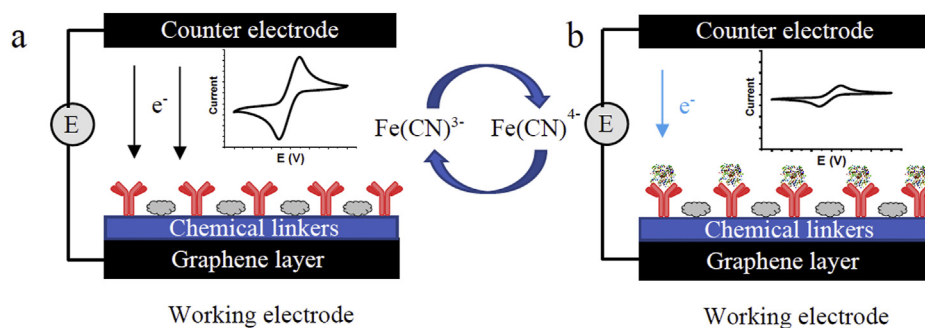 a
Counter electrode
E
e-
Current
E (V)
Chemical linkers
Graphene layer
Working electrode
Fe(CN)³⁻
Fe(CN)⁴⁻
b
Counter electrode
E
e-
Current
E (V)
Chemical linkers
Graphene layer
Working electrode